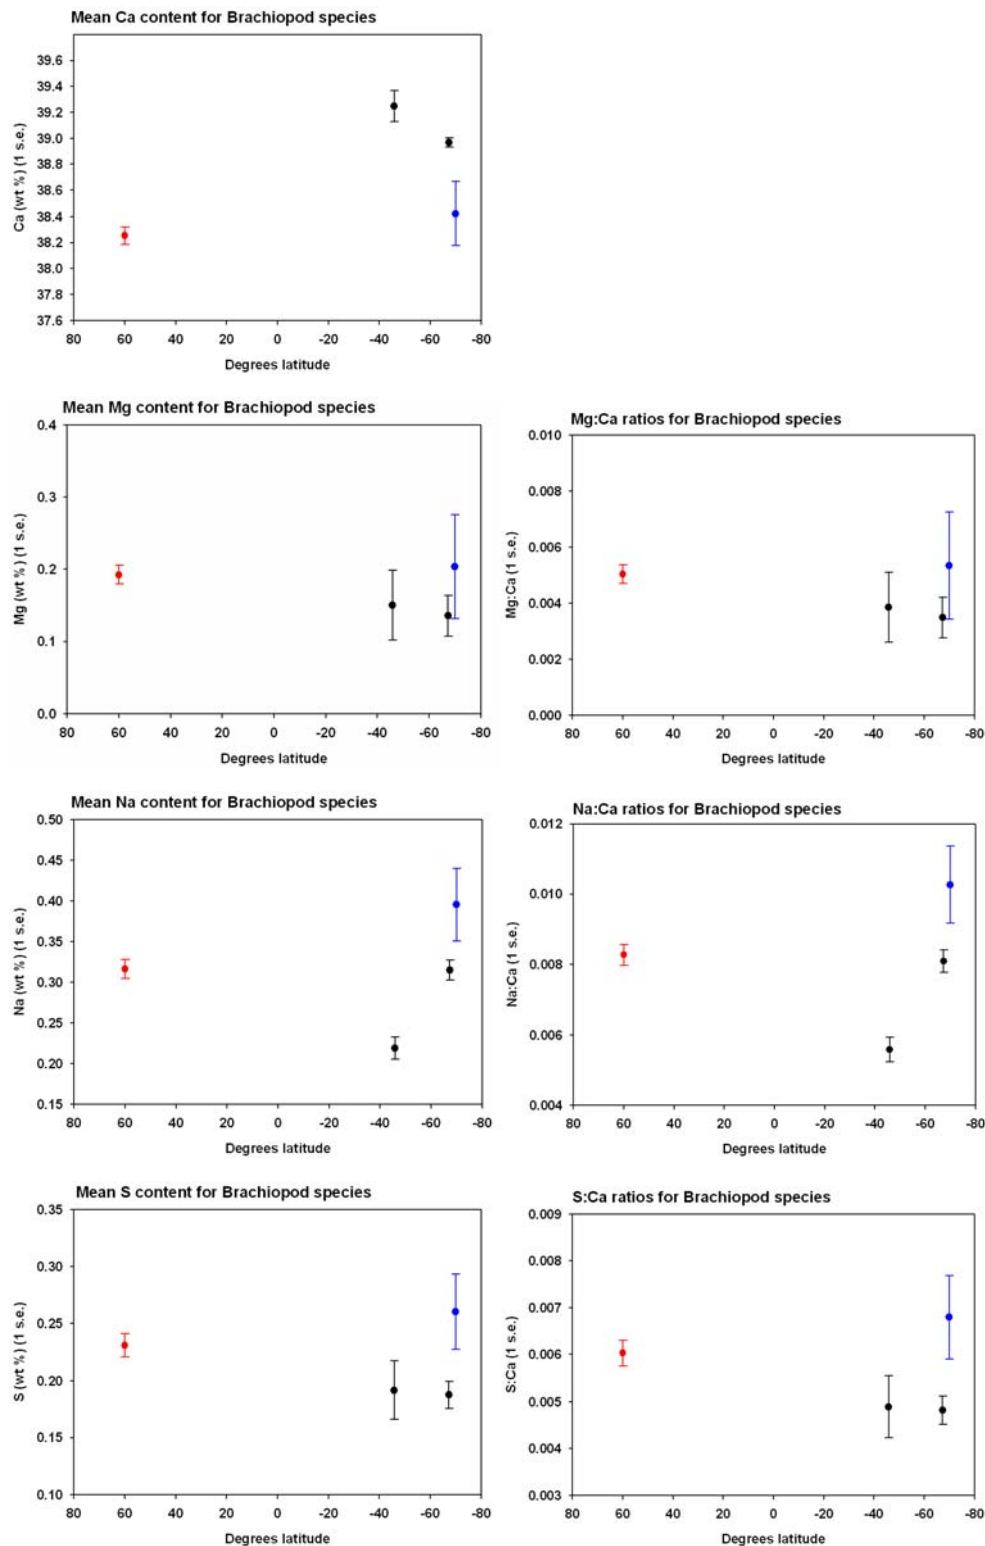 Mean Ca content for Brachiopod species
Ca (wt %) (1 s.e.)
39.6
39.4
39.2
39.0
38.8
38.6
38.4
38.2
38.0
37.8
37.6
80 60 40 20 0 -20 -40 -60 -80
Degrees latitude
Mean Mg content for Brachiopod species
Mg (wt %) (1 s.e.)
0.4
0.3
0.2
0.1
0.0
80 60 40 20 0 -20 -40 -60 -80
Degrees latitude
Mg:Ca ratios for Brachiopod species
Mg:Ca (1 s.e.)
0.010
0.008
0.006
0.004
0.002
0.000
80 60 40 20 0 -20 -40 -60 -80
Degrees latitude
Mean Na content for Brachiopod species
Na (wt %) (1 s.e.)
0.50
0.45
0.40
0.35
0.30
0.25
0.20
0.15
80 60 40 20 0 -20 -40 -60 -80
Degrees latitude
Na:Ca ratios for Brachiopod species
Na:Ca (1 s.e.)
0.012
0.010
0.008
0.006
0.004
80 60 40 20 0 -20 -40 -60 -80
Degrees latitude
Mean S content for Brachiopod species
S (wt %) (1 s.e.)
0.35
0.30
0.25
0.20
0.15
0.10
80 60 40 20 0 -20 -40 -60 -80
Degrees latitude
S:Ca ratios for Brachiopod species
S:Ca (1 s.e.)
0.009
0.008
0.007
0.006
0.005
0.004
0.003
80 60 40 20 0 -20 -40 -60 -80
Degrees latitude